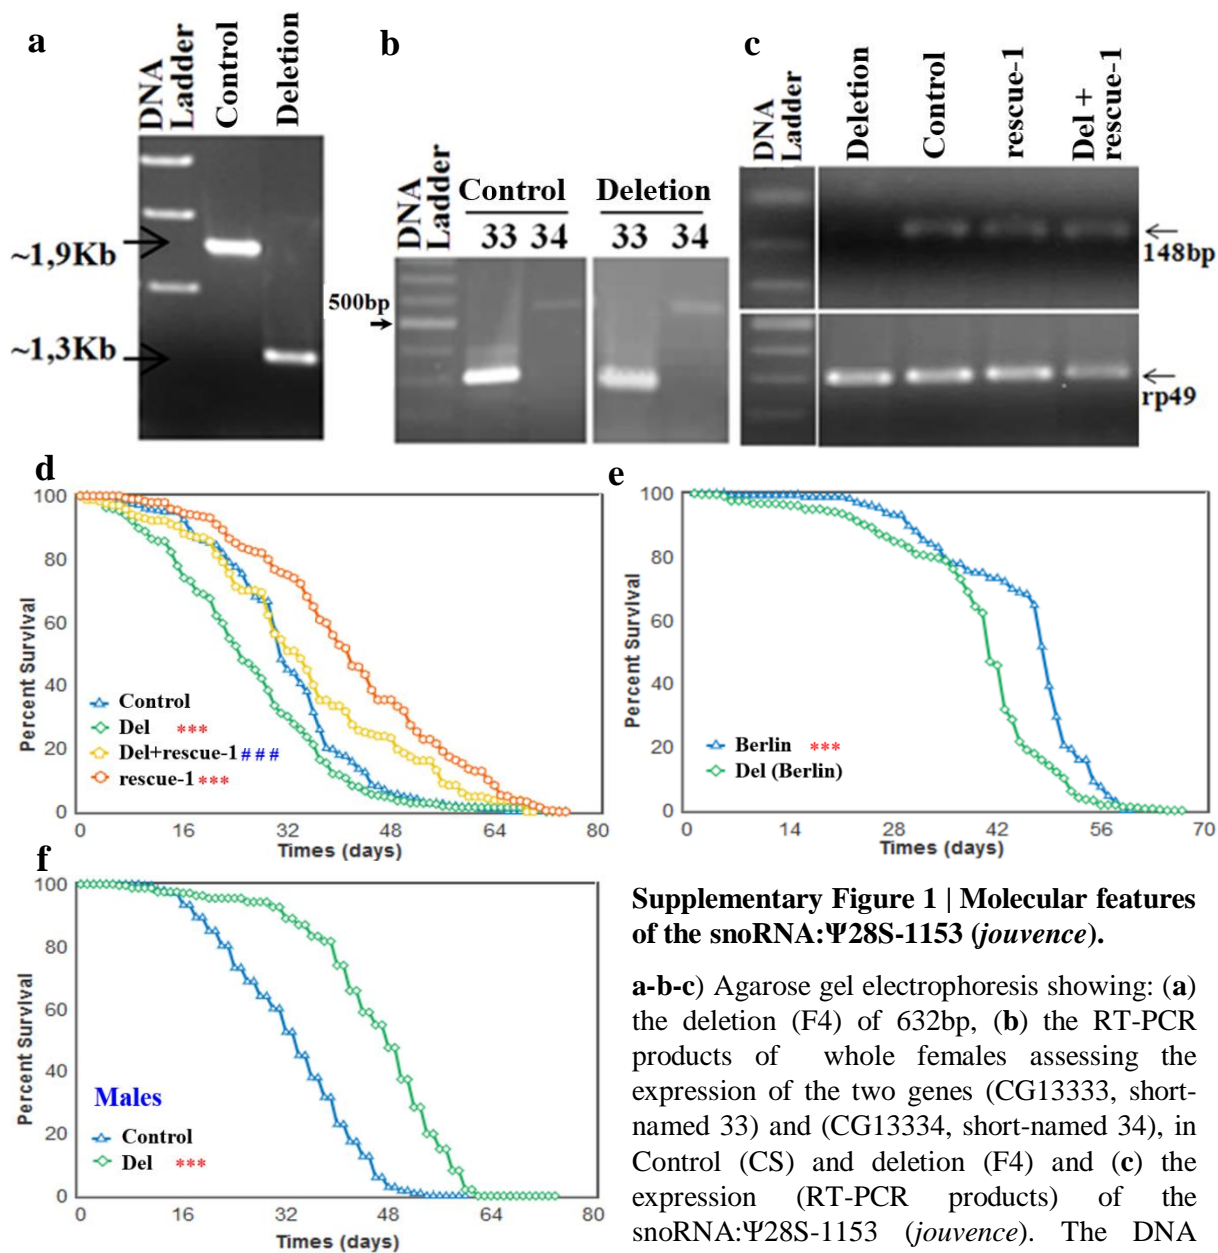 a
DNA Ladder
Control
Deletion
~1,9Kb
~1,3Kb
b
DNA Ladder
Control
Deletion
33 34
33 34
500bp
c
DNA Ladder
Deletion
Control
rescue-1
Del + rescue-1
148bp
rp49
d
100
80
60
40
20
0
Percent Survival
Control
Del ***
Del+rescue-1 ###
rescue-1 ***
0 16 32 48 64 80
Times (days)
e
100
80
60
40
20
0
Percent Survival
Berlin ***
Del (Berlin)
0 14 28 42 56 70
Times (days)
f
100
80
60
40
20
0
Percent Survival
Males
Control
Del ***
0 16 32 48 64 80
Times (days)
Supplementary Figure 1 | Molecular features
of the snoRNA:Ψ28S-1153 (jouvence).
a-b-c) Agarose gel electrophoresis showing: (a)
the deletion (F4) of 632bp, (b) the RT-PCR
products of whole females assessing the
expression of the two genes (CG13333, short-
named 33) and (CG13334, short-named 34), in
Control (CS) and deletion (F4) and (c) the
expression (RT-PCR products) of the
snoRNA:Ψ28S-1153 (jouvence). The DNA